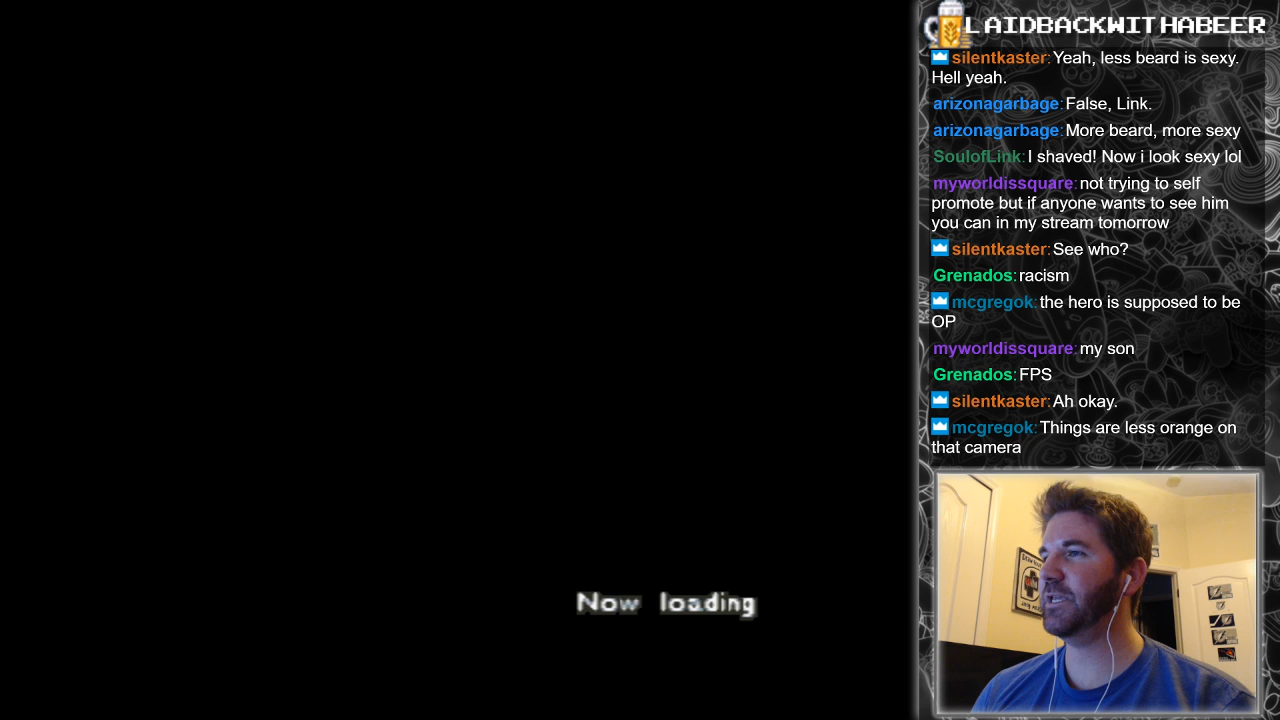 LAIDBACKWITHABEER
silentkaster: Yeah, less beard is sexy.
Hell yeah.
arizonagarbage: False, Link.
arizonagarbage: More beard, more sexy
SoulofLink: I shaved! Now i look sexy lol
myworldissquare: not trying to self
promote but if anyone wants to see him
you can in my stream tomorrow
silentkaster: See who?
Grenados: racism
mcgregok: the hero is supposed to be
OP
myworldissquare: my son
Grenados: FPS
silentkaster: Ah okay.
mcgregok: Things are less orange on
that camera
Now loading